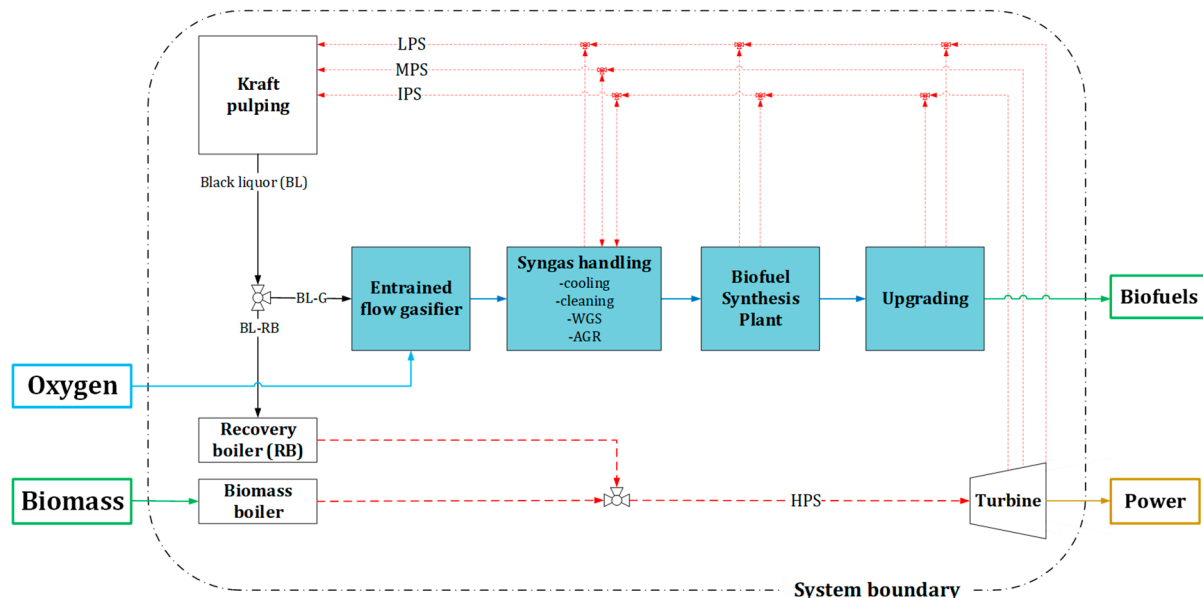 LPS
MPS
IPS
Kraft
pulping
Black liquor (BL)
BL-G
BL-RB
Entrained
flow gasifier
Syngas handling
-cooling
-cleaning
-WGS
-AGR
Biofuel
Synthesis
Plant
Upgrading
Biofuels
Oxygen
Recovery
boiler (RB)
Biomass
Biomass
boiler
HPS
Turbine
Power
System boundary